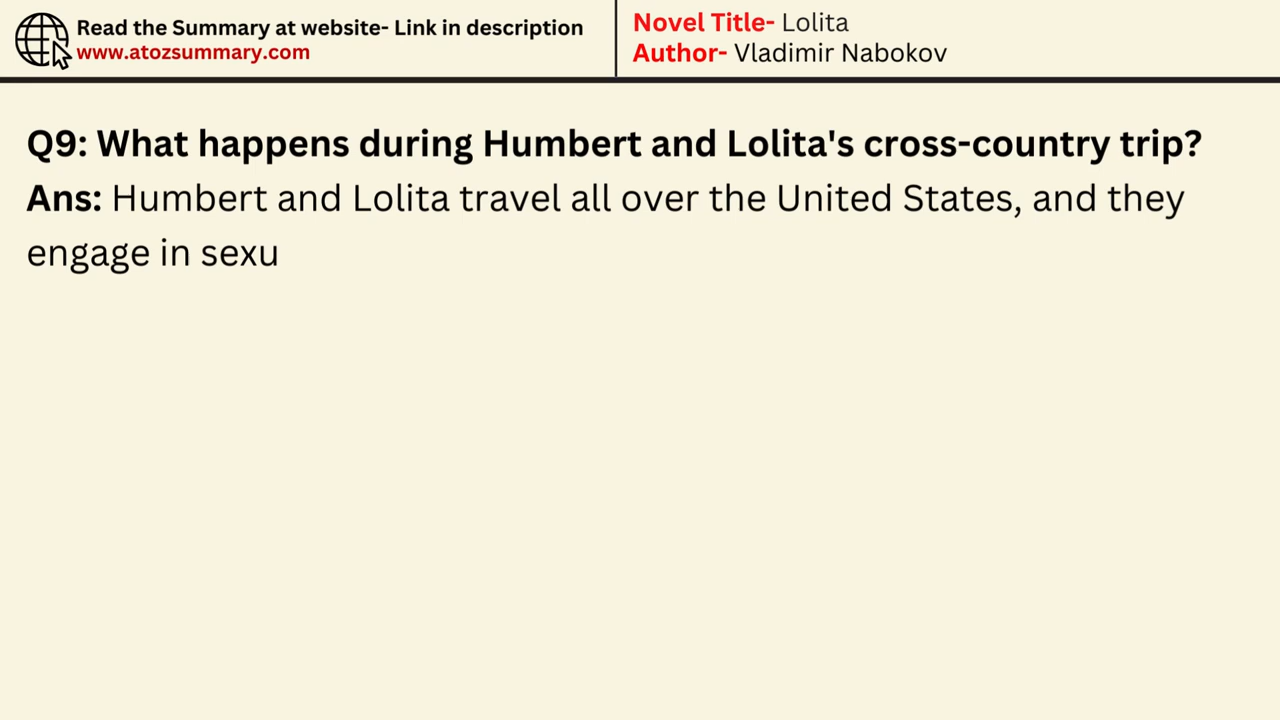 Read the Summary at website- Link in description
www.atozsummary.com
Novel Title- Lolita
Author- Vladimir Nabokov
Q9: What happens during Humbert and Lolita's cross-country trip?
Ans: Humbert and Lolita travel all over the United States, and they
engage in sexu